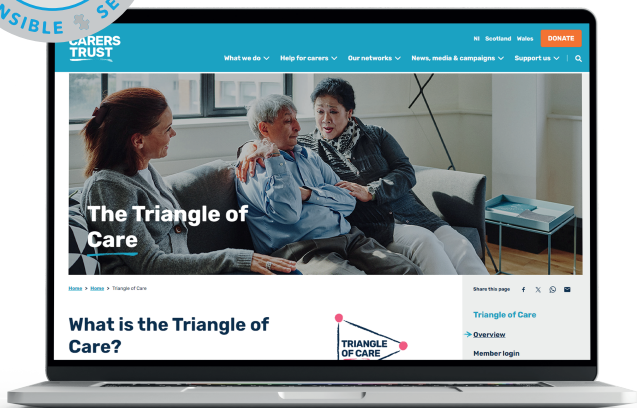 NSIBLE
SE
CARERS
TRUST
NI Scotland Wales DONATE
What we do Help for carers Our networks News, media & campaigns Support us
The Triangle of
Care
Home > Home > Triangle of Care
Share this page
What is the Triangle of
Care?
TRIANGLE
OF CARE
Triangle of Care
Overview
Member login